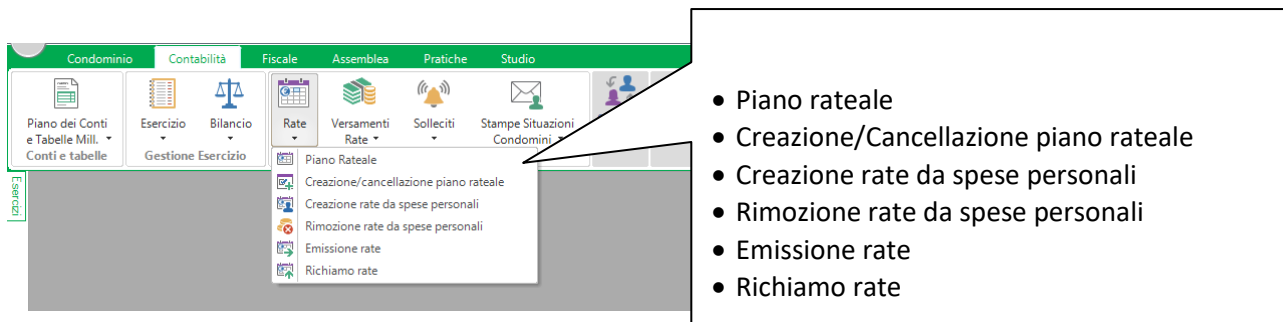 Condominio Contabilità Fiscale Assemblea Pratiche Studio
Piano dei Conti
e Tabelle Mill.
Conti e tabelle
Esercizio Bilancio
Gestione Esercizio
Rate
Versamenti
Rate
Solleciti
Stampe Situazioni
Condomini
Esercizi
Piano Rateale
Creazione/cancellazione piano rateale
Creazione rate da spese personali
Rimozione rate da spese personali
Emissione rate
Richiamo rate
• Piano rateale
• Creazione/Cancellazione piano rateale
• Creazione rate da spese personali
• Rimozione rate da spese personali
• Emissione rate
• Richiamo rate